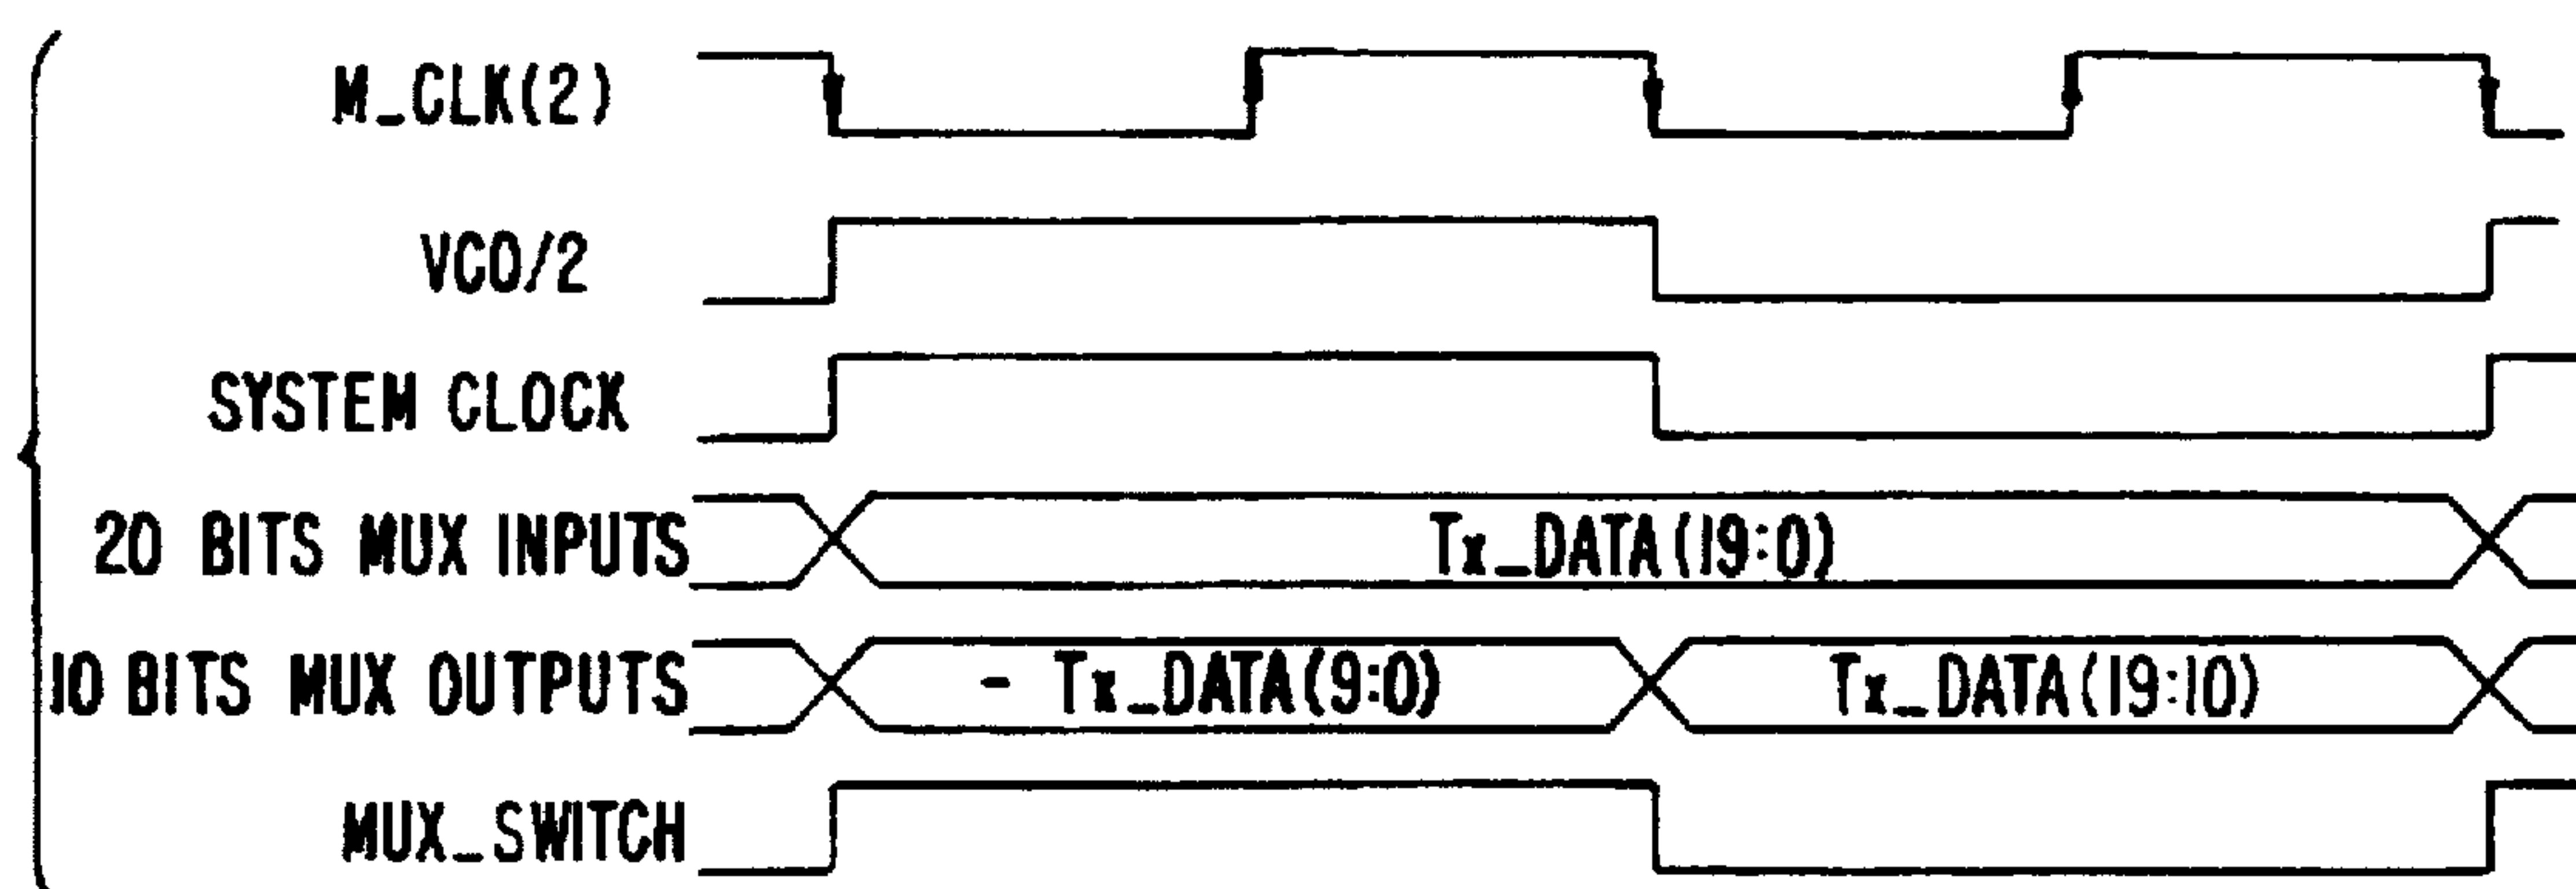 M_CLK(2)
VCO/2
SYSTEM CLOCK
20 BITS MUX INPUTS
Tx_DATA(19:0)
10 BITS MUX OUTPUTS
- Tx_DATA(9:0)
Tx_DATA(19:10)
MUX_SWITCH